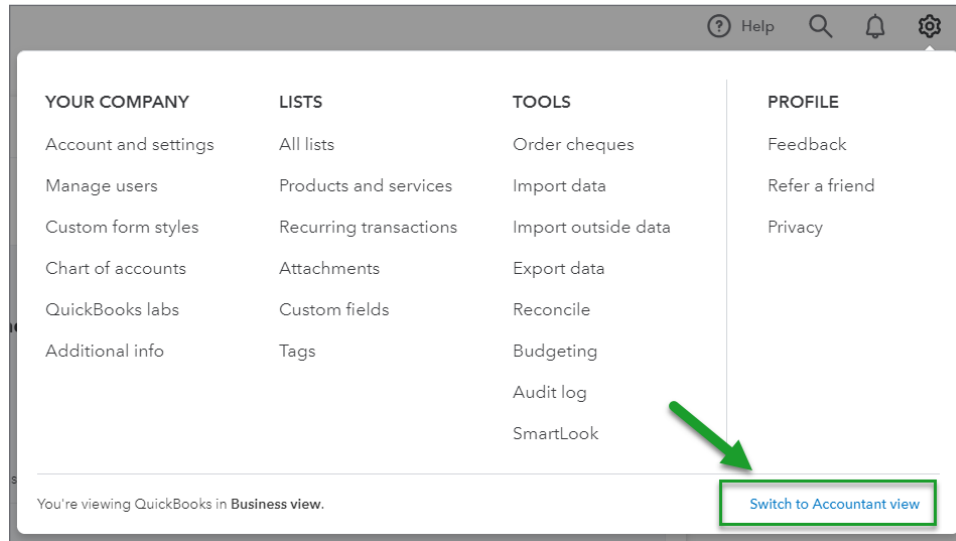 Help
YOUR COMPANY
Account and settings
Manage users
Custom form styles
Chart of accounts
QuickBooks labs
Additional info
LISTS
All lists
Products and services
Recurring transactions
Attachments
Custom fields
Tags
TOOLS
Order cheques
Import data
Import outside data
Export data
Reconcile
Budgeting
Audit log
SmartLook
PROFILE
Feedback
Refer a friend
Privacy
You're viewing QuickBooks in Business view.
Switch to Accountant view